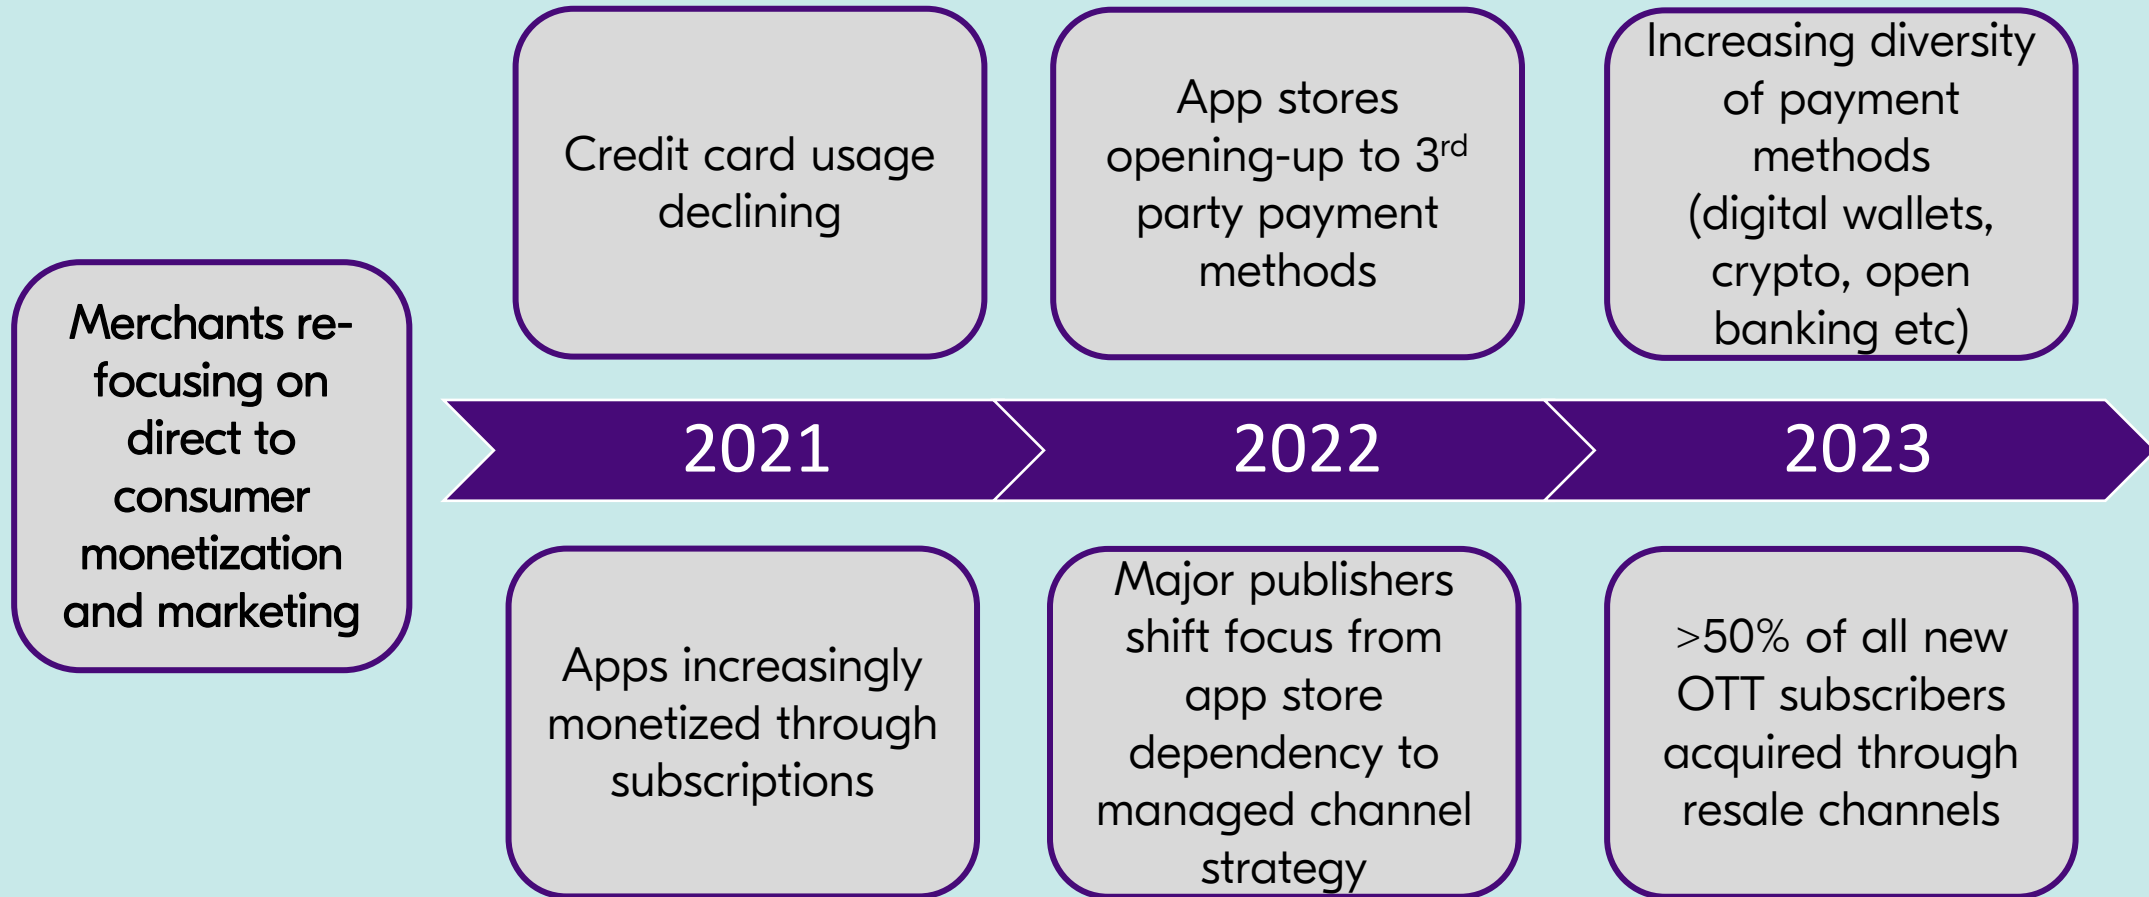 Merchants re-
focusing on
direct to
consumer
monetization
and marketing
Credit card usage
declining
App stores
opening-up to 3rd
party payment
methods
Increasing diversity
of payment
methods
(digital wallets,
crypto, open
banking etc)
2021
2022
2023
Apps increasingly
monetized through
subscriptions
Major publishers
shift focus from
app store
dependency to
managed channel
strategy
>50% of all new
OTT subscribers
acquired through
resale channels